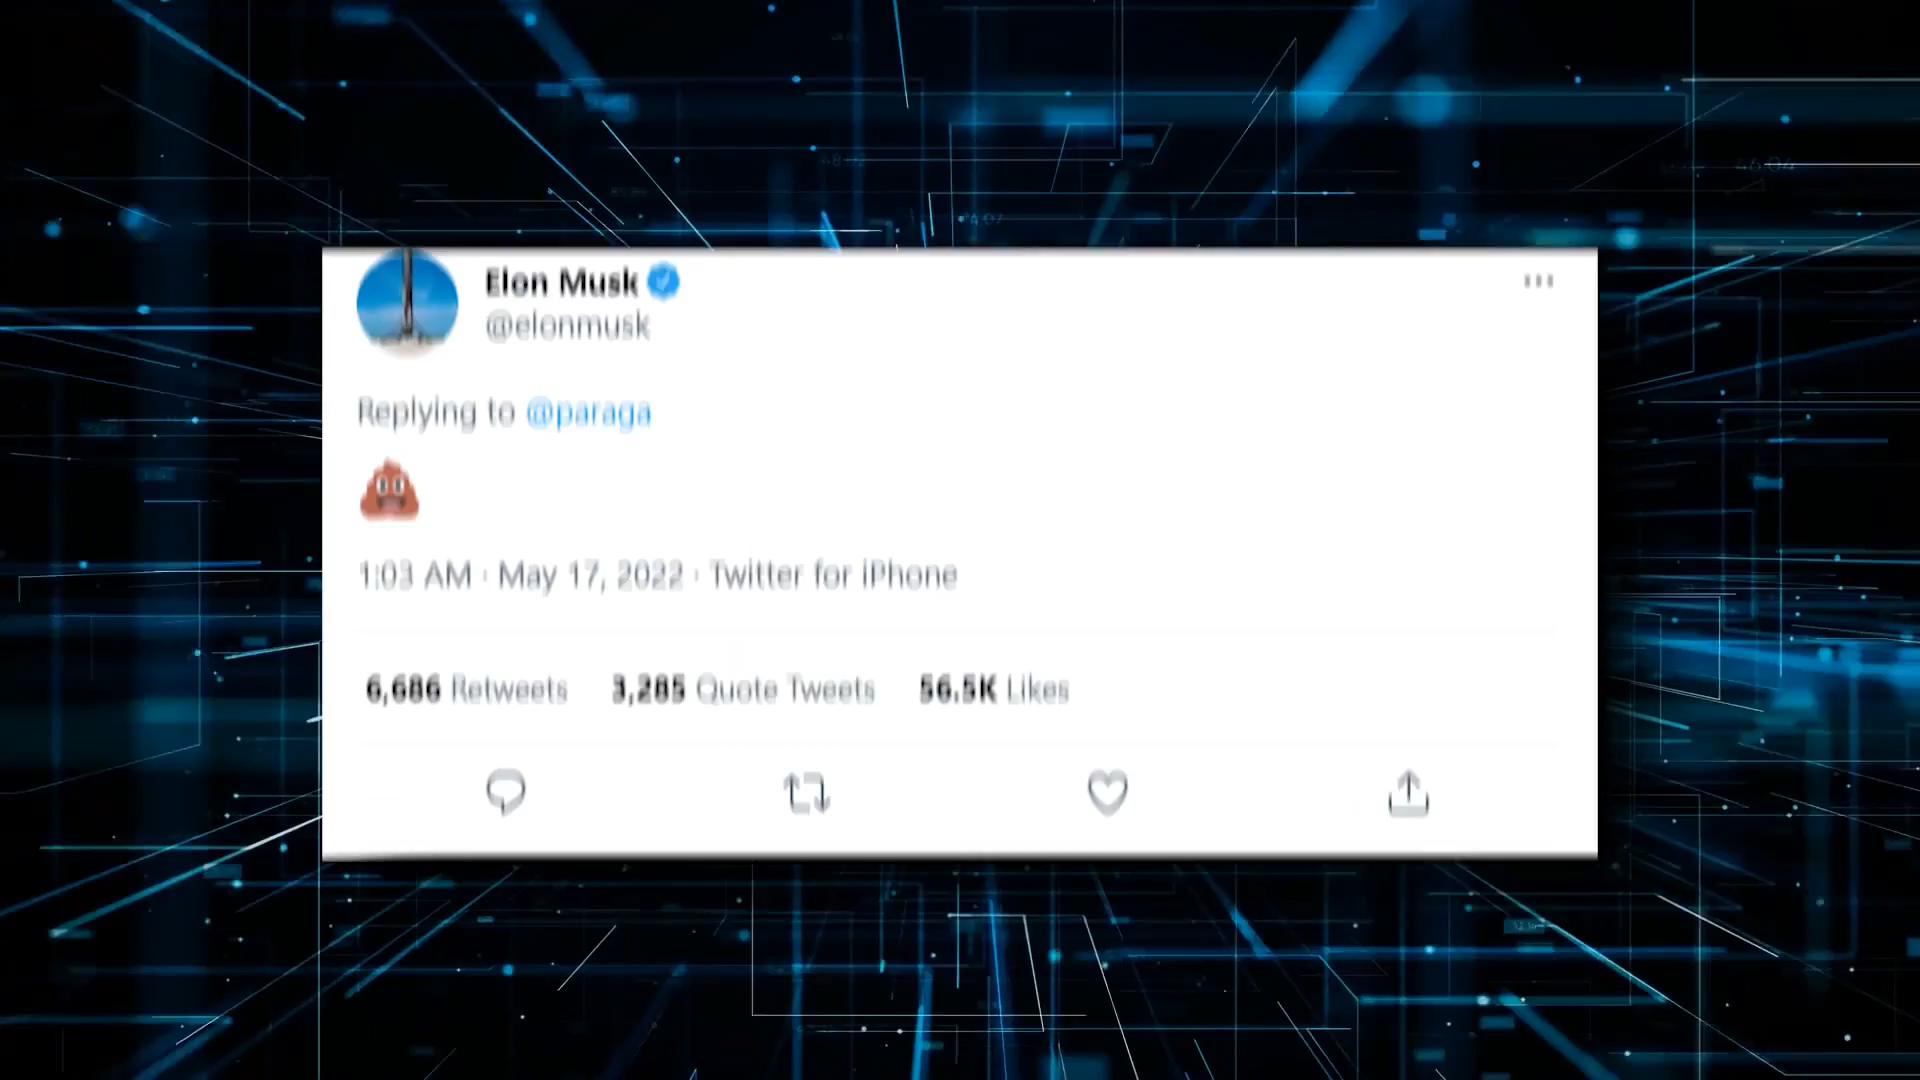 Elon Musk
@elonmusk
Replying to @paraga
💩
1:03 AM · May 17, 2022 · Twitter for iPhone
6,686 Retweets 3,285 Quote Tweets 56.5K Likes